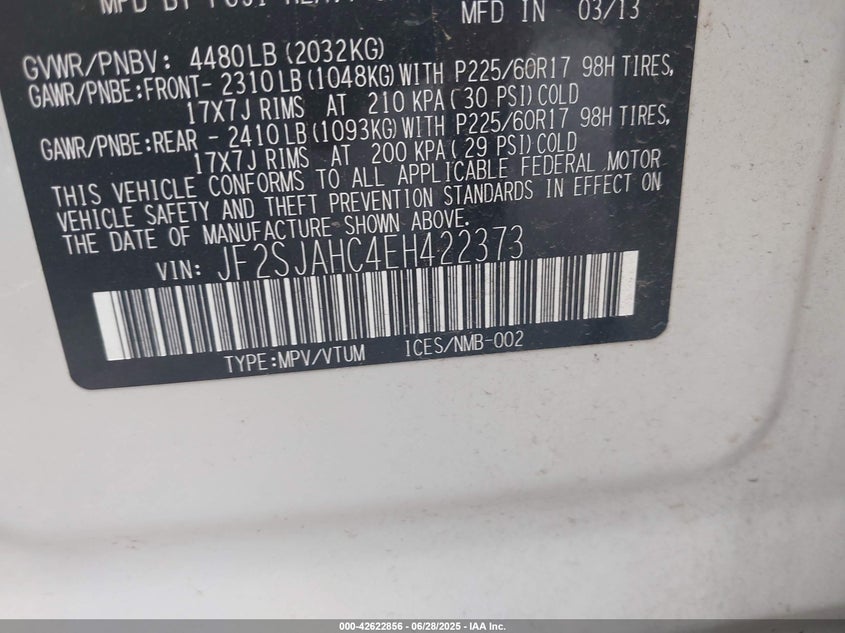 MFD BY FUJI HEAVY
MFD IN 03/13
GVWR/PNBV: 4480LB(2032KG)
GAWR/PNBE:FRONT- 2310LB(1048KG)WITH P225/60R17 98H TIRES,
17X7J RIMS AT 210 KPA(30 PSI)COLD
GAWR/PNBE:REAR - 2410LB(1093KG)WITH P225/60R17 98H TIRES,
17X7J RIMS AT 200 KPA(29 PSI)COLD
THIS VEHICLE CONFORMS TO ALL APPLICABLE FEDERAL MOTOR
VEHICLE SAFETY AND THEFT PREVENTION STANDARDS IN EFFECT ON
THE DATE OF MANUFACTURE SHOWN ABOVE.
VIN: JF2SJAHC4EH422373
TYPE:MPV/VTUM ICES/NMB-002
000-42622856 - 06/28/2025 - IAA Inc.